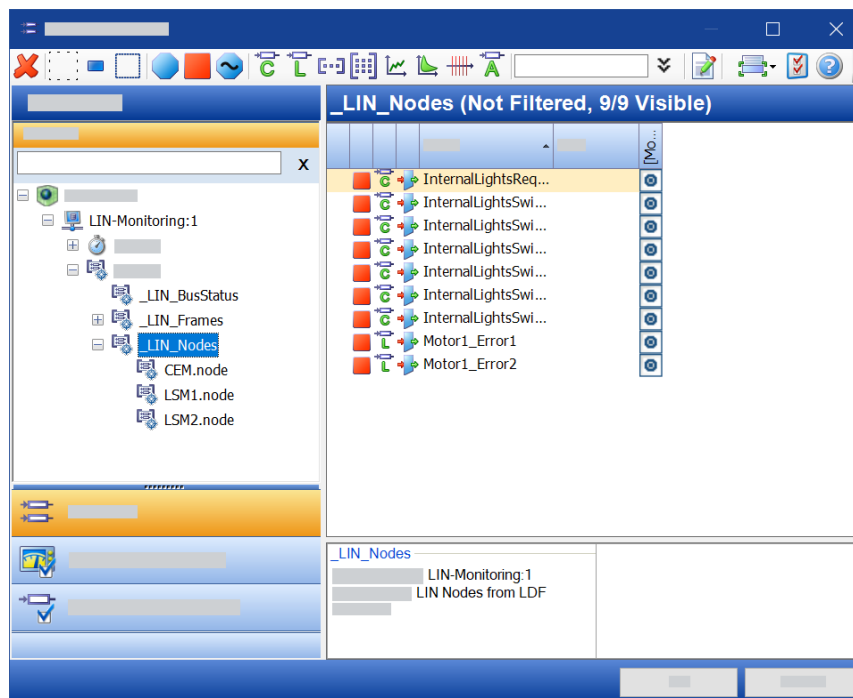 _LIN_Nodes (Not Filtered, 9/9 Visible)
X
[Mo...
LIN-Monitoring:1
_LIN_BusStatus
_LIN_Frames
_LIN_Nodes
CEM.node
LSM1.node
LSM2.node
InternalLightsReq...
InternalLightsSwi...
InternalLightsSwi...
InternalLightsSwi...
InternalLightsSwi...
InternalLightsSwi...
InternalLightsSwi...
Motor1_Error1
Motor1_Error2
_LIN_Nodes
LIN-Monitoring:1
LIN Nodes from LDF